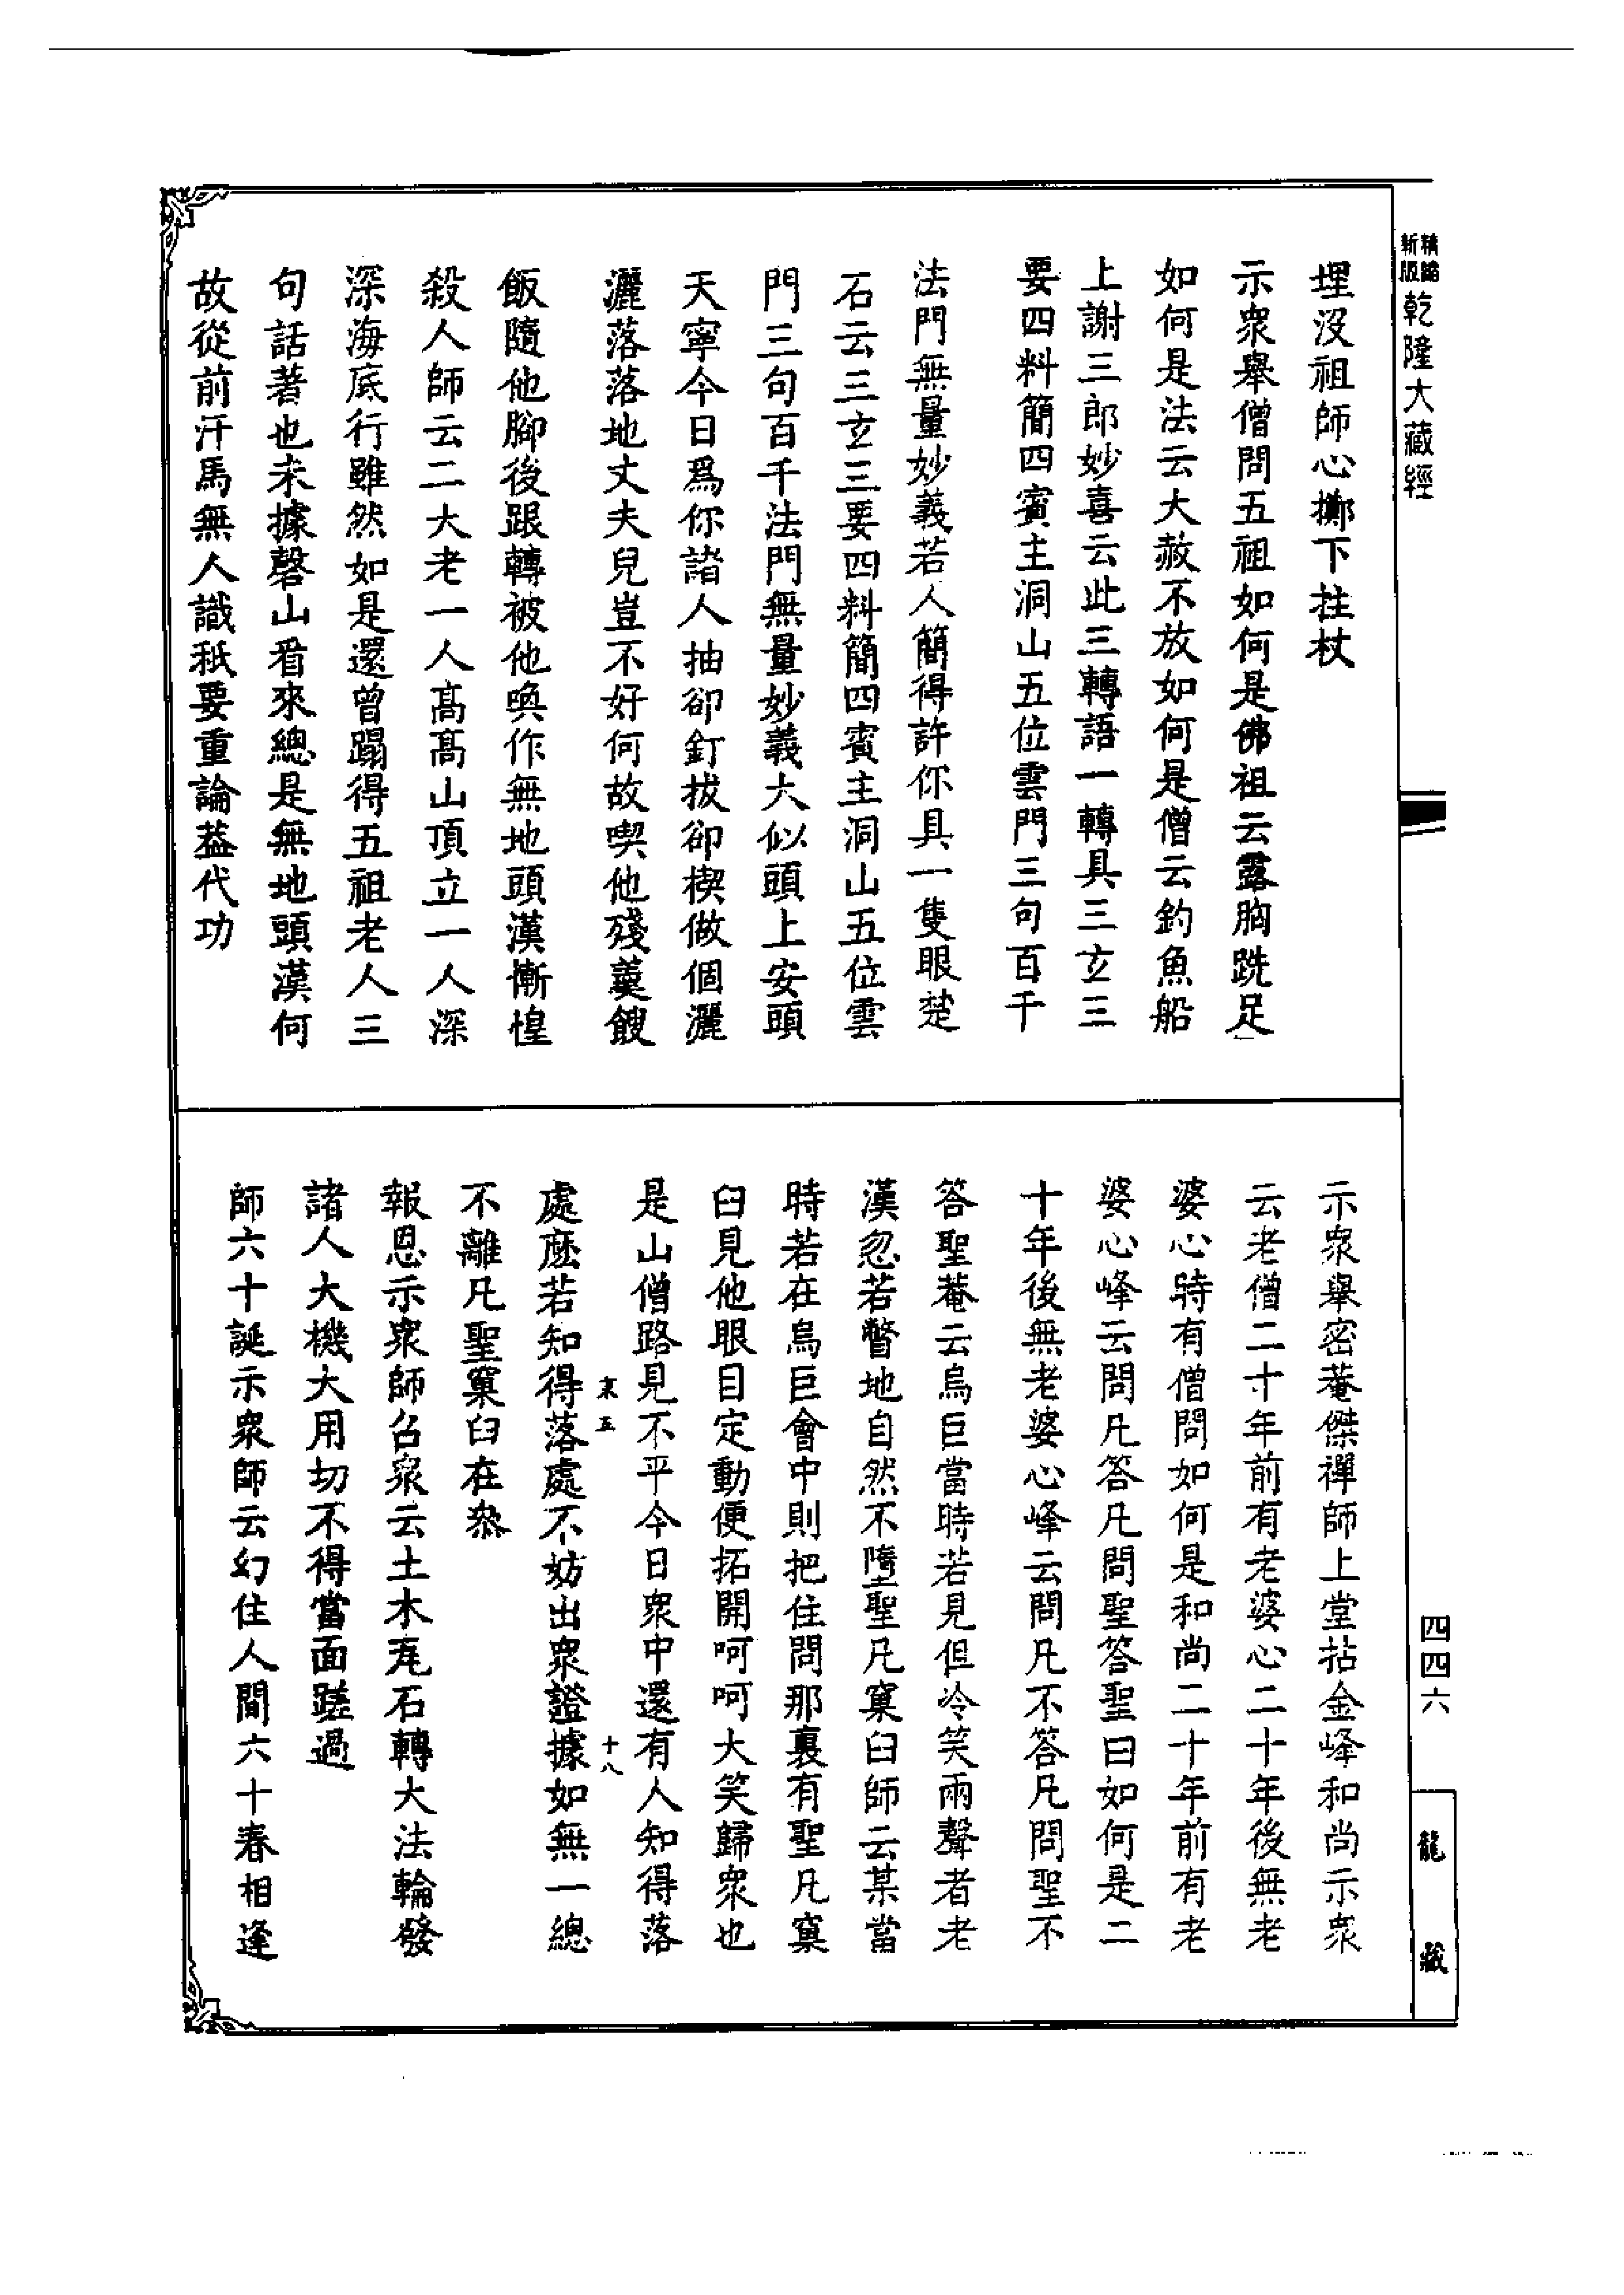 精縮
新版
乾隆大藏經
埋沒祖師心擲下拄杖
示眾舉僧問五祖如何是佛祖云露胸跣足
如何是法云大赦不放如何是僧云釣魚船
上謝三郎妙喜云此三轉語一轉具三玄三
要四料簡四賓主洞山五位雲門三句百千
法門無量妙義若人簡得許你具一隻眼楚
石云三玄三要四料簡四賓主洞山五位雲
門三句百千法門無量妙義大似頭上安頭
天寧今日為你諸人抽卻釘拔卻楔做個灑
灑落落地丈夫兒豈不好何故喫他殘羹餿
飯隨他腳後跟轉被他喚作無地頭漢慚惶
殺人師云二大老一人高高山頂立一人深
深海底行雖然如是還曾蹋得五祖老人三
句話著也未據磬山看來總是無地頭漢何
故從前汗馬無人識秖要重論葢代功
示眾舉密菴傑禪師上堂拈金峰和尚示眾
云老僧二十年前有老婆心二十年後無老
婆心時有僧問如何是和尚二十年前有老
婆心峰云問凡答凡問聖答聖曰如何是二
十年後無老婆心峰云問凡不答凡問聖不
答聖菴云烏巨當時若見但冷笑兩聲者老
漢忽若瞥地自然不墮聖凡窠臼師云某當
時若在烏巨會中則把住問那裏有聖凡窠
臼見他眼目定動便拓開呵呵大笑歸眾也
是山僧路見不平今日眾中還有人知得落
五
十八
處麼若知得落處不妨出眾證據如無一總
不離凡聖窠臼在叅
報恩示眾師召眾云土木瓦石轉大法輪發
諸人大機大用切不得當面蹉過
師六十誕示眾師云幻住人間六十春相逢
四四六
龍藏